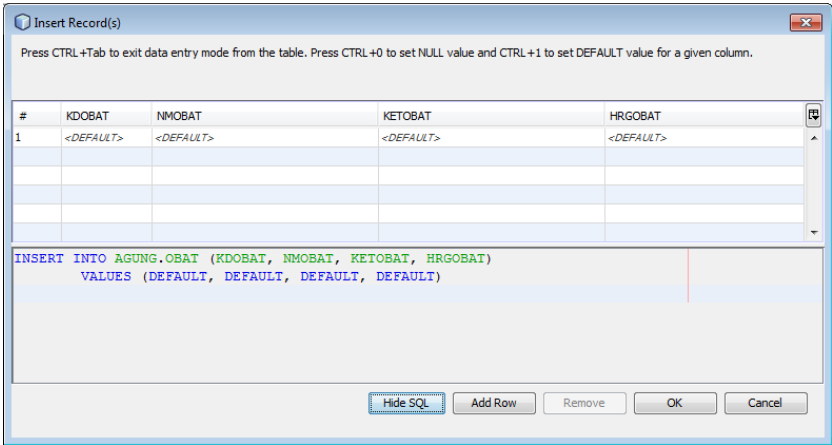 Insert Record(s)
Press CTRL+Tab to exit data entry mode from the table. Press CTRL+0 to set NULL value and CTRL+1 to set DEFAULT value for a given column.
# KDOBAT NMOBAT KETOBAT HRGOBAT
1 <DEFAULT> <DEFAULT> <DEFAULT> <DEFAULT>
INSERT INTO AGUNG.OBAT (KDOBAT, NMOBAT, KETOBAT, HRGOBAT)
VALUES (DEFAULT, DEFAULT, DEFAULT, DEFAULT)
Hide SQL Add Row Remove OK Cancel